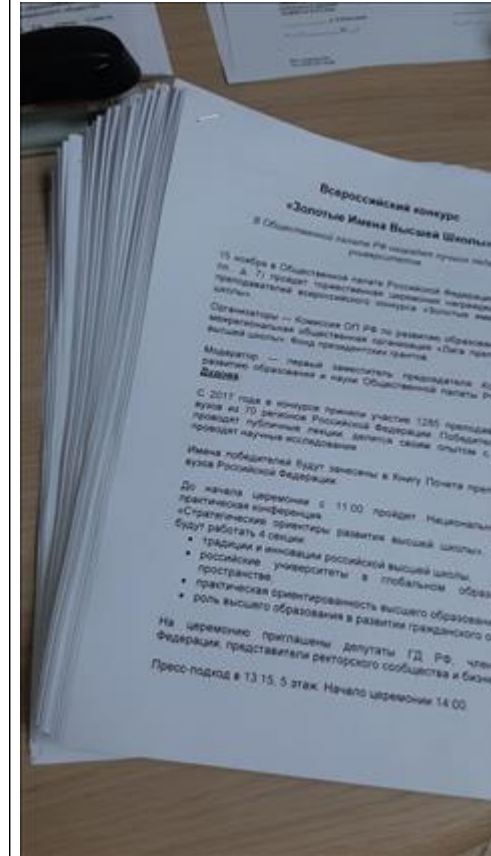 Всероссийский конкурс
«Золотые Имена Высшей Школы»
В Общественной палате РФ наградят лучших
университетов
15 ноября в Общественной палате Российской Федерации
пл., д. 7) пройдет торжественная церемония награждения
преподавателей всероссийского конкурса «Золотые
школы».
Организаторы — Комиссия ОП РФ по развитию образования
межрегиональная общественная организация «Лига
высшей школы», Фонд президентских грантов.
Модератор — первый заместитель председателя
развитию образования и науки Общественной палаты
С 2017 года в конкурсе приняли участие 1285
вузов из 70 регионов Российской Федерации.
проводят публичные лекции, делятся своим опытом с
проводят научные исследования.
Имена победителей будут занесены в Книгу Почета
вузов Российской Федерации.
До начала церемонии с 11:00 пройдет
практическая конференция
«Стратегические ориентиры развития высшей школы».
будут работать 4 секции:
• традиции и инновации российской высшей школы,
• российские университеты в глобальном
пространстве,
• практическая ориентированность высшего
• роль высшего образования в развитии гражданского
На церемонию приглашены депутаты ГД РФ,
Федерации, представители ректорского сообщества и
Пресс-подход в 13:15, 5 этаж. Начало церемонии 14:00.